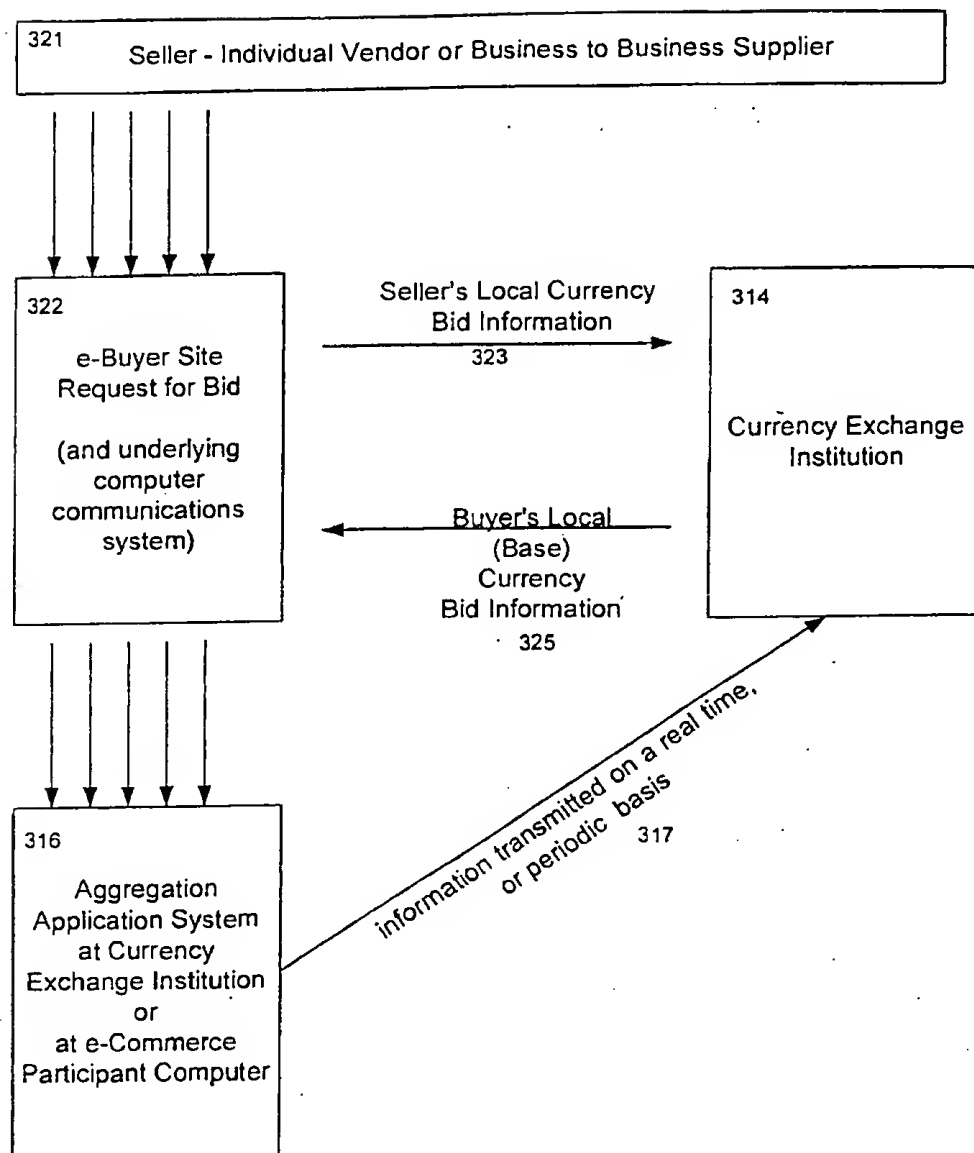 321
Seller - Individual Vendor or Business to Business Supplier
322
e-Buyer Site
Request for Bid
(and underlying
computer
communications
system)
Seller's Local Currency
Bid Information
323
Buyer's Local
(Base)
Currency
Bid Information
325
314
Currency Exchange
Institution
information transmitted on a real time,
or periodic basis
317
316
Aggregation
Application System
at Currency
Exchange Institution
or
at e-Commerce
Participant Computer